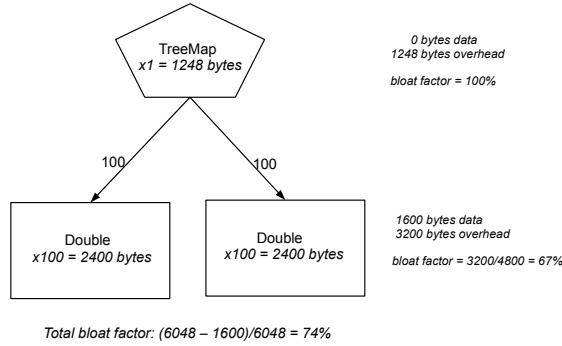 TreeMap
x1 = 1248 bytes
0 bytes data
1248 bytes overhead
bloat factor = 100%
100
100
Double
x100 = 2400 bytes
Double
x100 = 2400 bytes
1600 bytes data
3200 bytes overhead
bloat factor = 3200/4800 = 67%
Total bloat factor: (6048 – 1600)/6048 = 74%